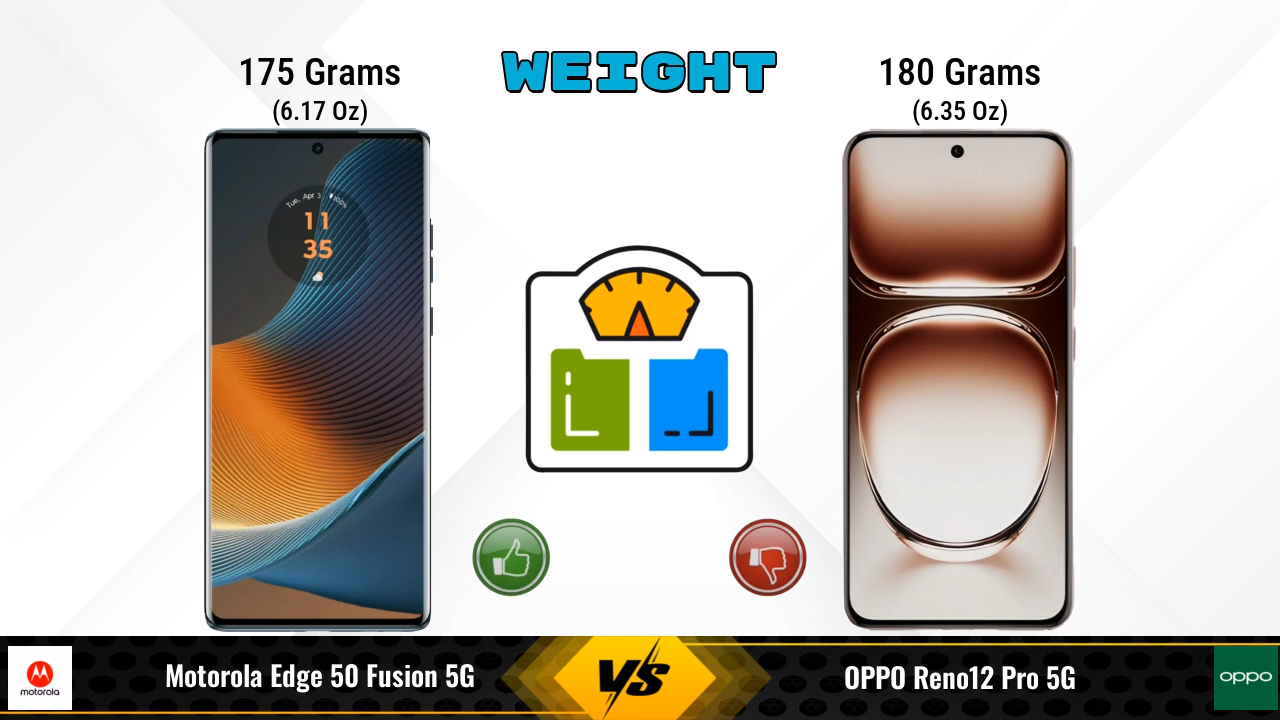 WEIGHT
175 Grams
(6.17 Oz)
180 Grams
(6.35 Oz)
Tue, Apr 3 100%
11
35
motorola
Motorola Edge 50 Fusion 5G
VS
OPPO Reno12 Pro 5G
oppo